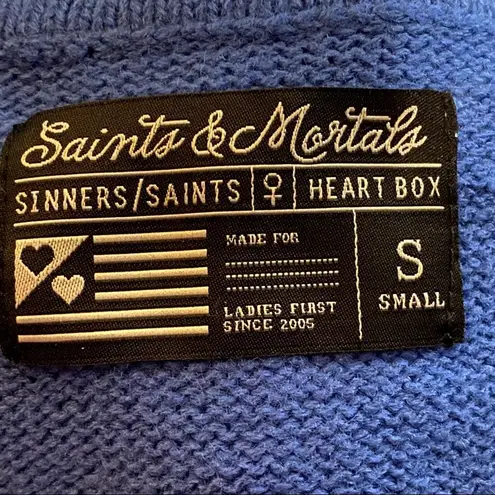 Saints & Mortals
SINNERS/SAINTS ♀ HEART BOX
MADE FOR
LADIES FIRST
SINCE 2005
S
SMALL